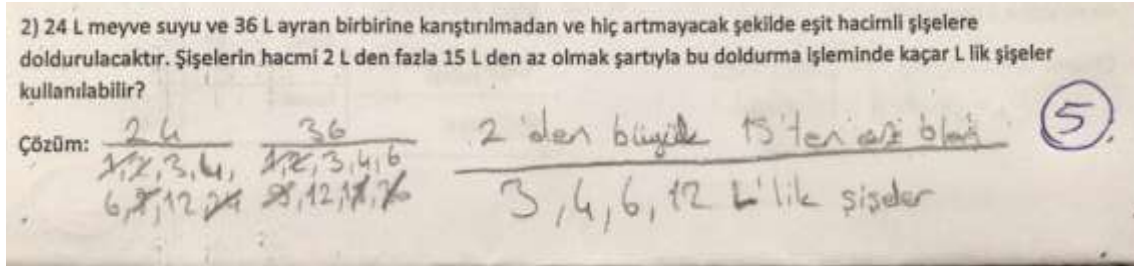 2) 24 L meyve suyu ve 36 L ayran birbirine karıştırılmadan ve hiç artmayacak şekilde eşit hacimli şişelere
doldurulacaktır. Şişelerin hacmi 2 L den fazla 15 L den az olmak şartıyla bu doldurma işleminde kaçar L lik şişeler
kullanılabilir?
Çözüm:
24
1,2,3,4,
6,8,12,24
36
1,2,3,4,6
9,12,18,36
2'den büyük 15'ten az olan
3,4,6,12 L'lik şişeler
5